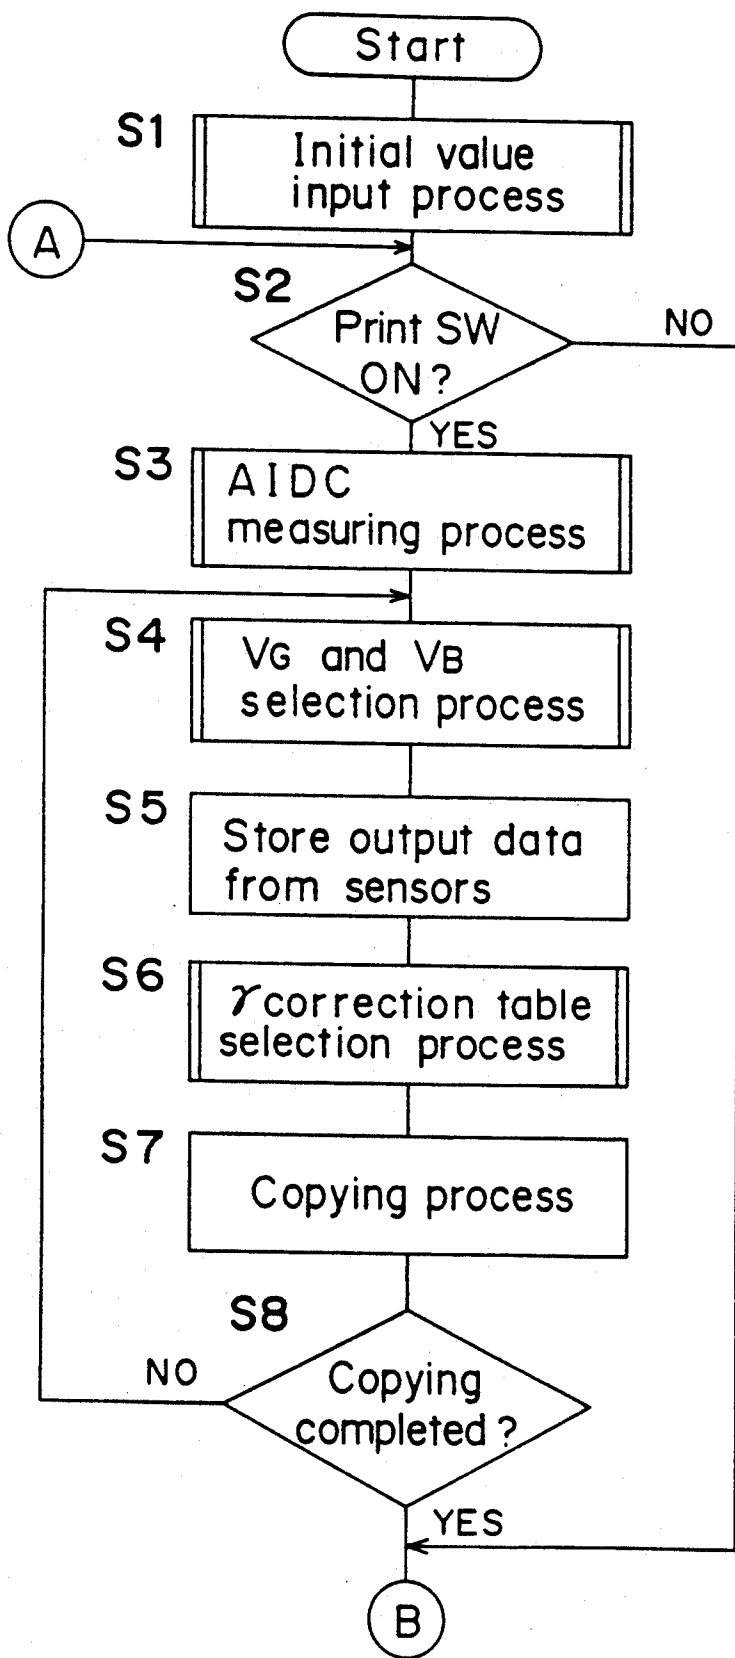 Start
S1
Initial value
input process
A
S2
Print SW
ON?
NO
YES
S3
AIDC
measuring process
S4
VG and VB
selection process
S5
Store output data
from sensors
S6
γ correction table
selection process
S7
Copying process
S8
Copying
completed?
NO
YES
B